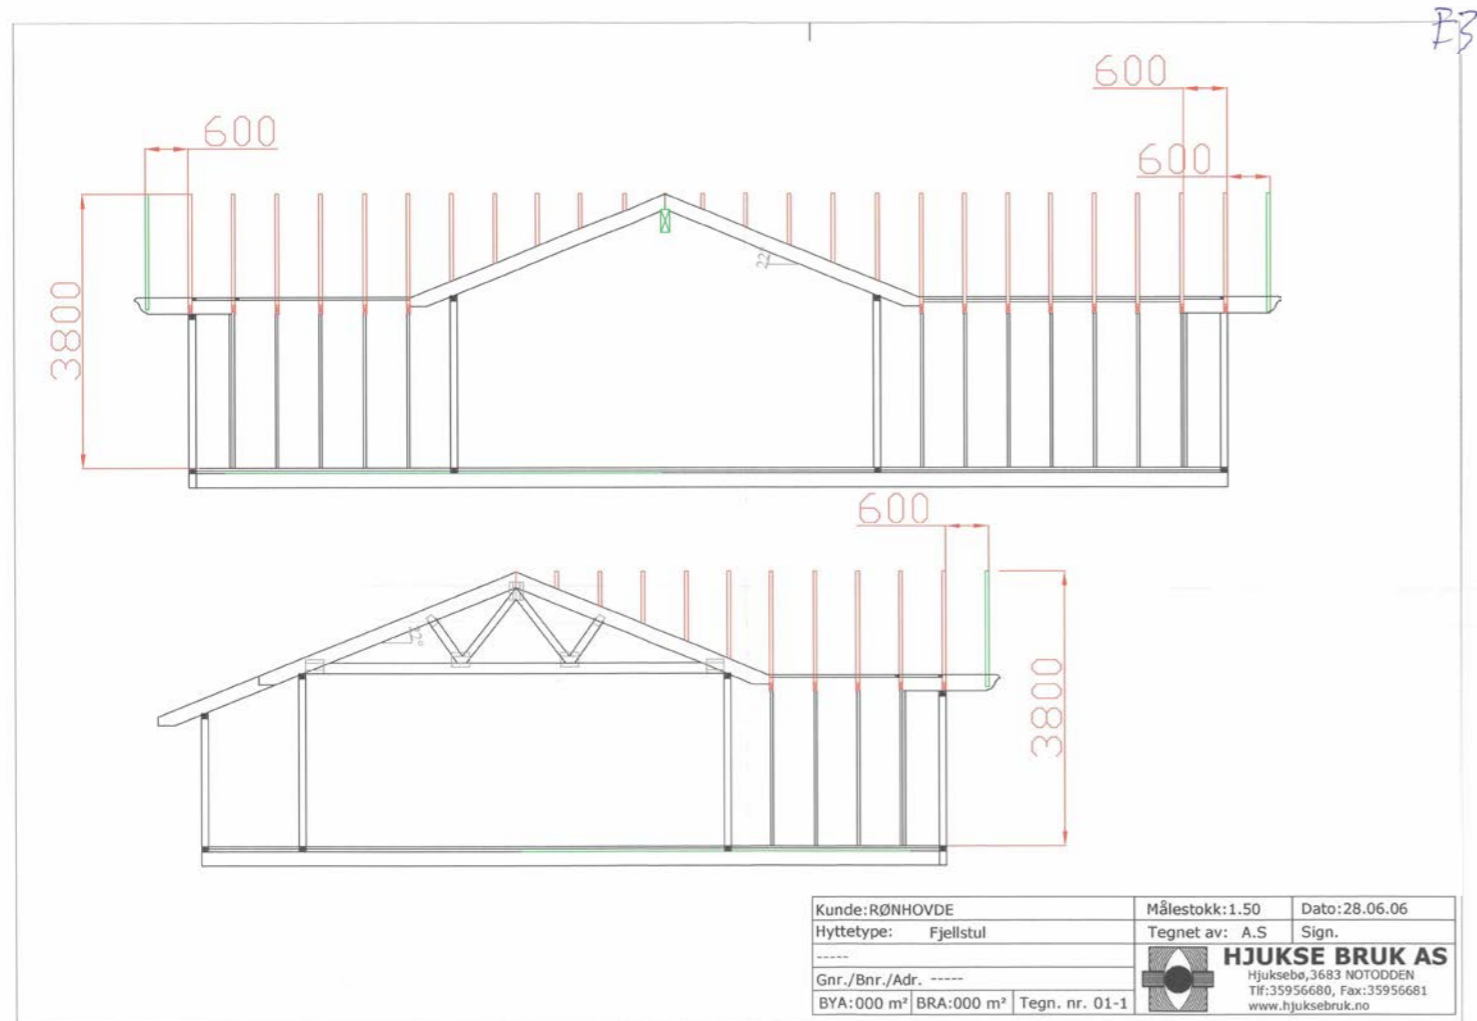 E3
600
600
600
3800
22°
600
22°
3800
Kunde:RØNHOVDE
Målestokk:1.50
Dato:28.06.06
Hyttetype: Fjellstul
Tegnet av: A.S
Sign.
-----
HJUKSE BRUK AS
Hjuksebø,3683 NOTODDEN
Tlf:35956680, Fax:35956681
www.hjuksebruk.no
Gnr./Bnr./Adr. -----
BYA:000 m² BRA:000 m² Tegn. nr. 01-1